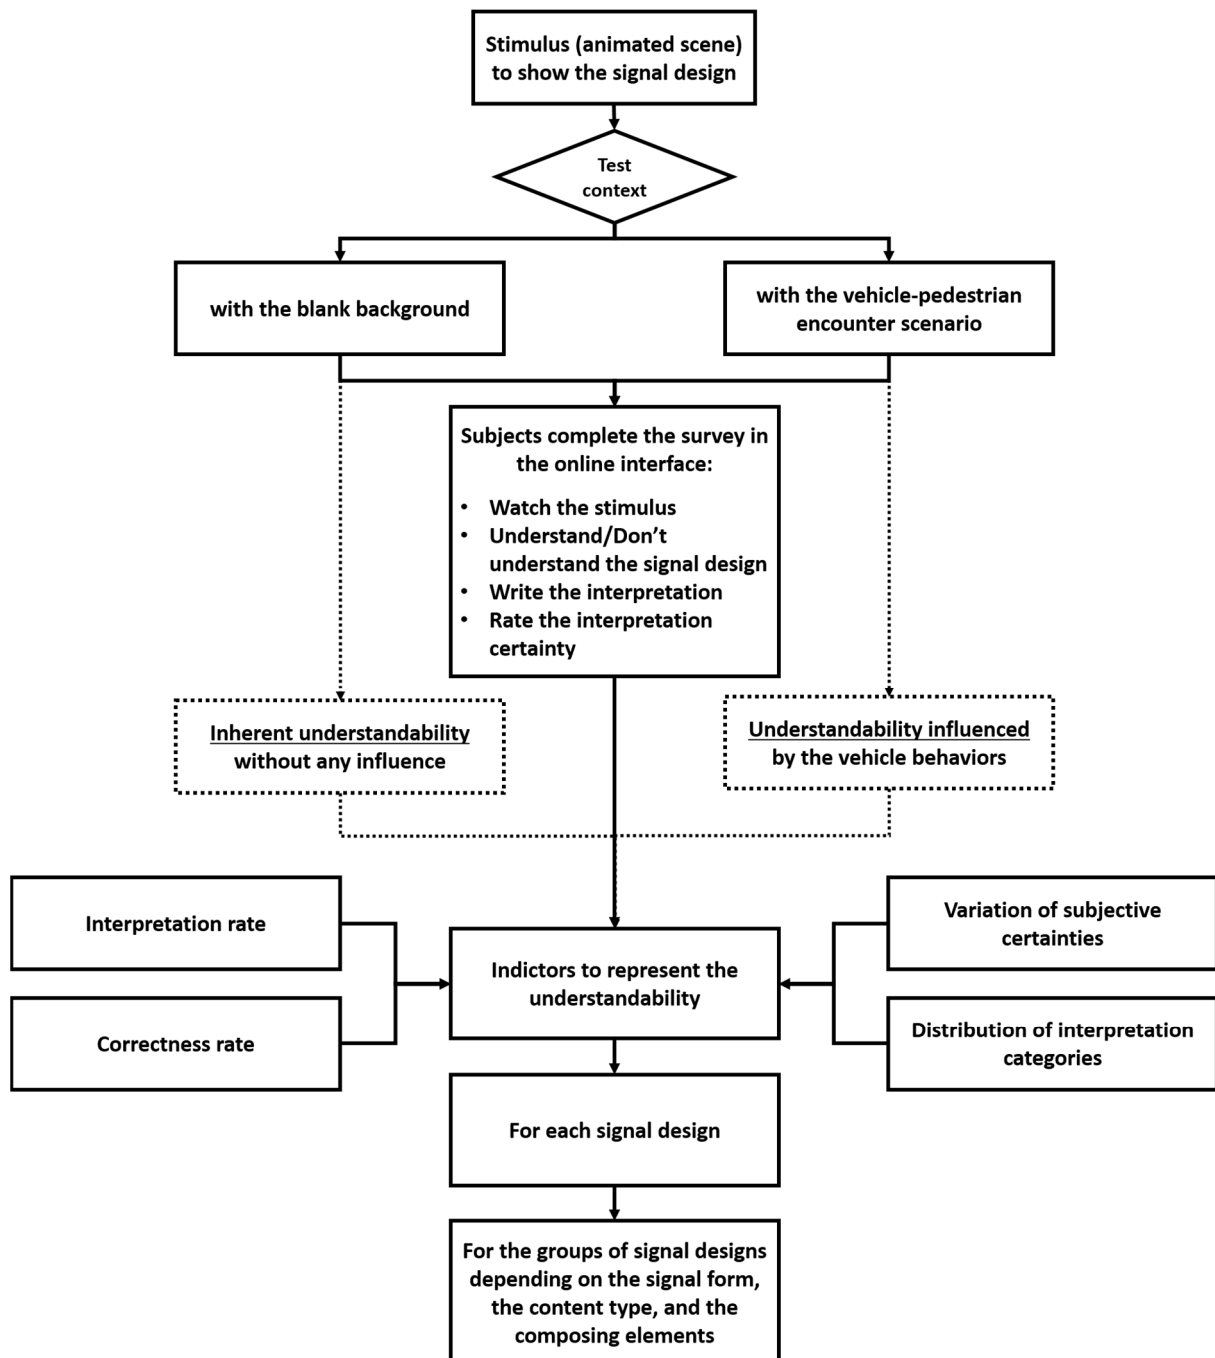 Stimulus (animated scene)
to show the signal design
Test
context
with the blank background
with the vehicle-pedestrian
encounter scenario
Subjects complete the survey in
the online interface:
• Watch the stimulus
• Understand/Don't
understand the signal design
• Write the interpretation
• Rate the interpretation
certainty
Inherent understandability
without any influence
Understandability influenced
by the vehicle behaviors
Interpretation rate
Correctness rate
Indictors to represent the
understandability
Variation of subjective
certainties
Distribution of interpretation
categories
For each signal design
For the groups of signal designs
depending on the signal form,
the content type, and the
composing elements